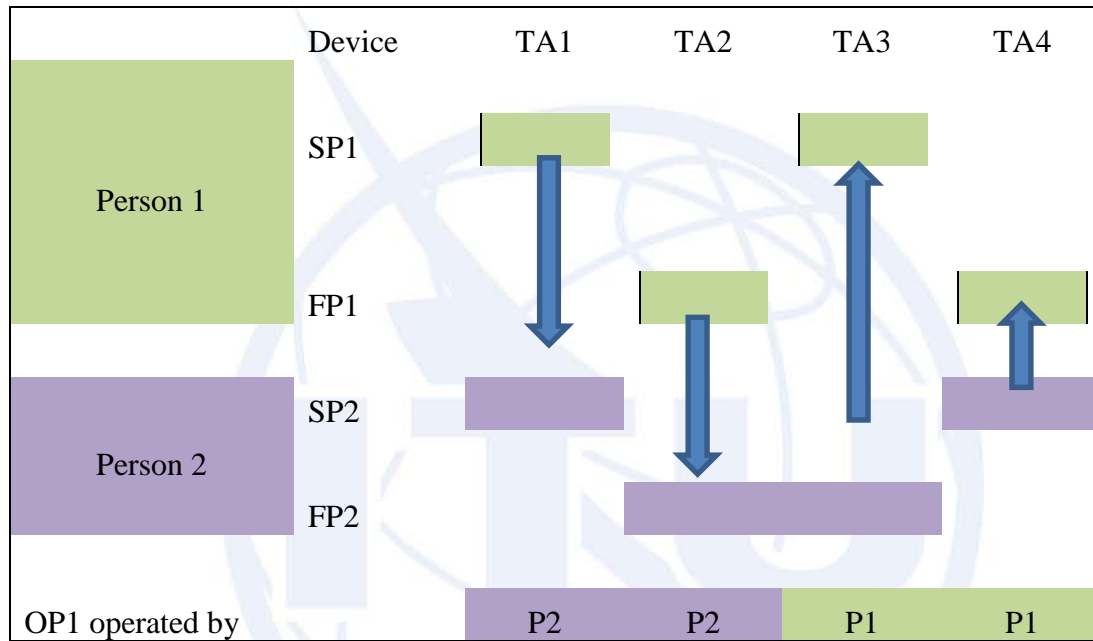 Device TA1 TA2 TA3 TA4
SP1
Person 1
FP1
SP2
Person 2
FP2
OP1 operated by P2 P2 P1 P1
ITU